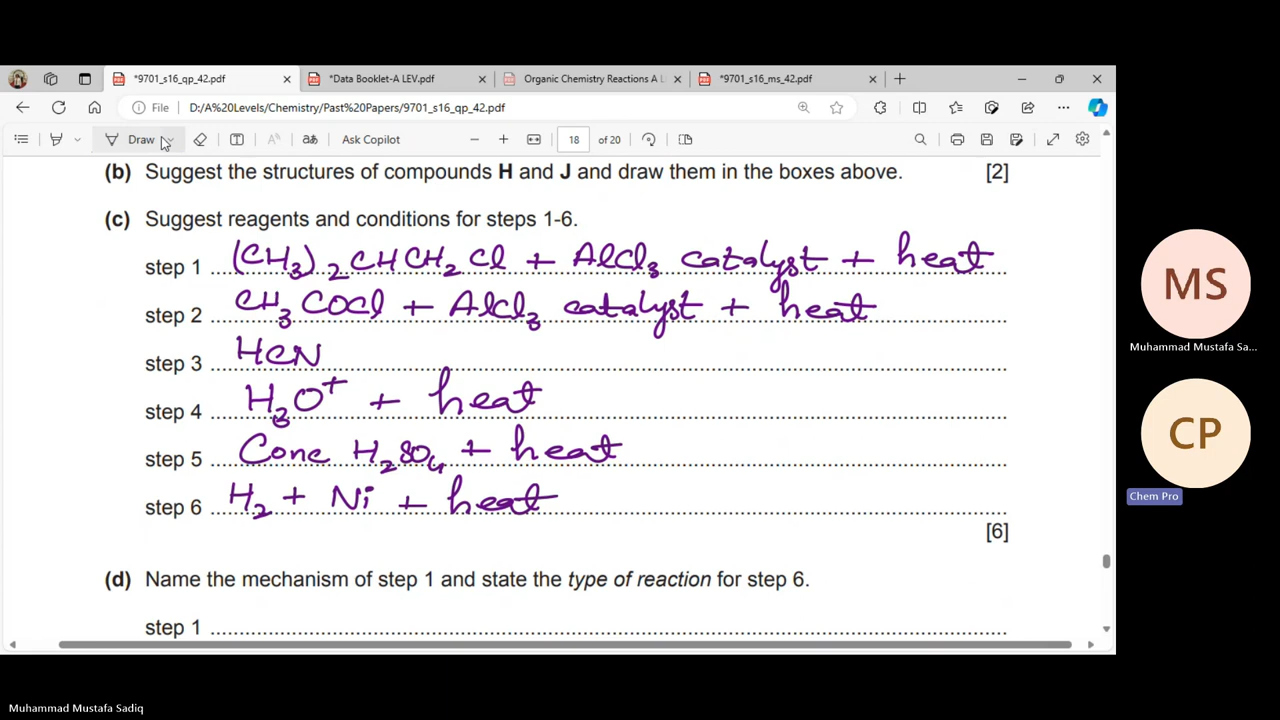 *9701_s16_qp_42.pdf
*Data Booklet-A LEV.pdf
Organic Chemistry Reactions A L
*9701_s16_ms_42.pdf
File
D:/A%20Levels/Chemistry/Past%20Papers/9701_s16_qp_42.pdf
Draw
Ask Copilot
18 of 20
(b) Suggest the structures of compounds H and J and draw them in the boxes above. [2]
(c) Suggest reagents and conditions for steps 1-6.
step 1 (CH3)2CHCH2Cl + AlCl3 catalyst + heat
step 2 CH3COCl + AlCl3 catalyst + heat
step 3 HCN
step 4 H3O+ + heat
step 5 Conc H2SO4 + heat
step 6 H2 + Ni + heat
[6]
(d) Name the mechanism of step 1 and state the type of reaction for step 6.
step 1
MS
Muhammad Mustafa Sa...
CP
Chem Pro
Muhammad Mustafa Sadiq